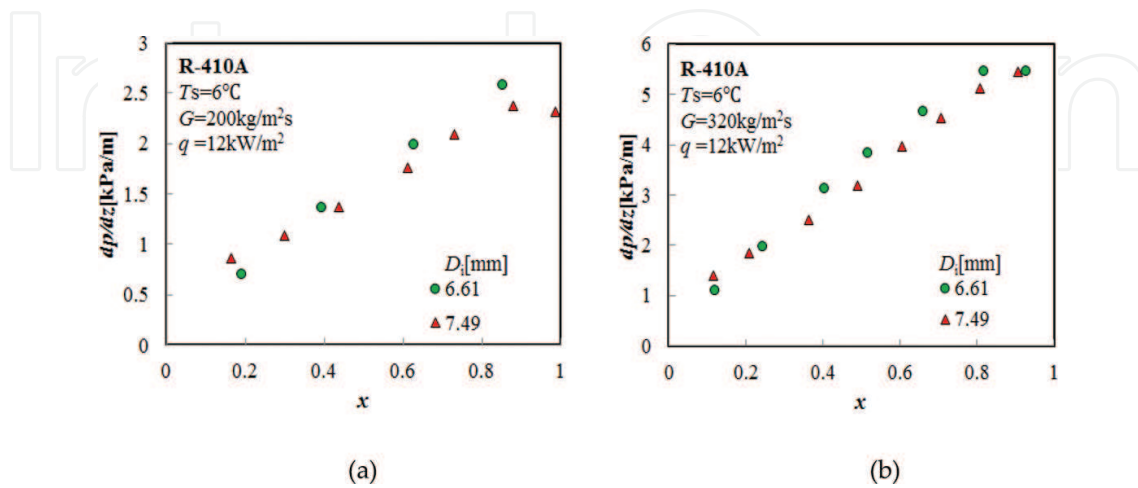 3
2.5
2
1.5
1
0.5
0
dp/dz[kPa/m]
R-410A
Ts=6℃
G=200kg/m²s
q =12kW/m²
Dᵢ[mm]
6.61
7.49
0 0.2 0.4 0.6 0.8 1
x
(a)
6
5
4
3
2
1
0
dp/dz[kPa/m]
R-410A
Ts=6℃
G=320kg/m²s
q =12kW/m²
Dᵢ[mm]
6.61
7.49
0 0.2 0.4 0.6 0.8 1
x
(b)